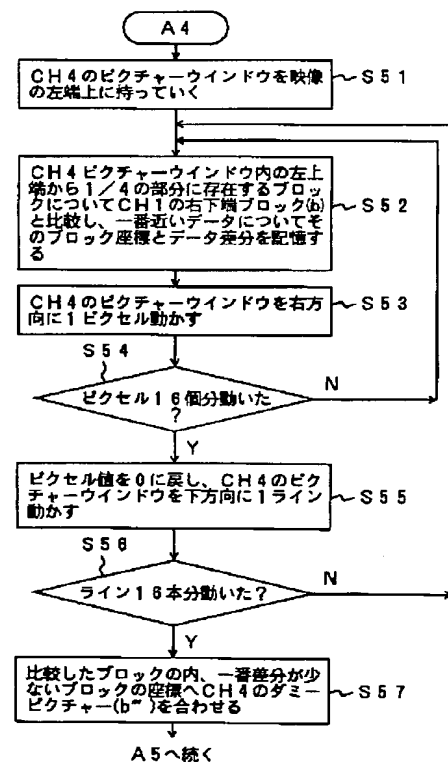 A4
CH4のピクチャーウインドウを映像
の左端上に持っていく
S51
CH4ピクチャーウインドウ内の左上
端から1/4の部分に存在するブロッ
クについてCH1の右下端ブロック(b)
と比較し、一番近いデータについてそ
のブロック座標とデータ差分を記憶す
る
S52
CH4のピクチャーウインドウを右方
向に1ピクセル動かす
S53
S54
ピクセル16個分動いた
?
N
Y
ピクセル値を0に戻し、CH4のピク
チャーウインドウを下方向に1ライン
動かす
S55
S56
ライン16本分動いた?
N
Y
比較したブロックの内、一番差分が少
ないブロックの座標へCH4のダミー
ピクチャー(b‴)を合わせる
S57
A5へ続く